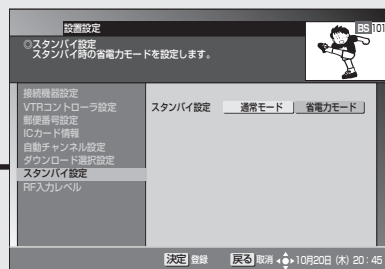 設置設定
BS 101
◎スタンバイ設定
スタンバイ時の省電力モードを設定します。
接続機器設定
VTRコントローラ設定
郵便番号設定
ICカード情報
自動チャンネル設定
ダウンロード選択設定
スタンバイ設定
RF入力レベル
スタンバイ設定 通常モード 省電力モード
決定 登録 戻る 取消 10月20日 (木) 20:45